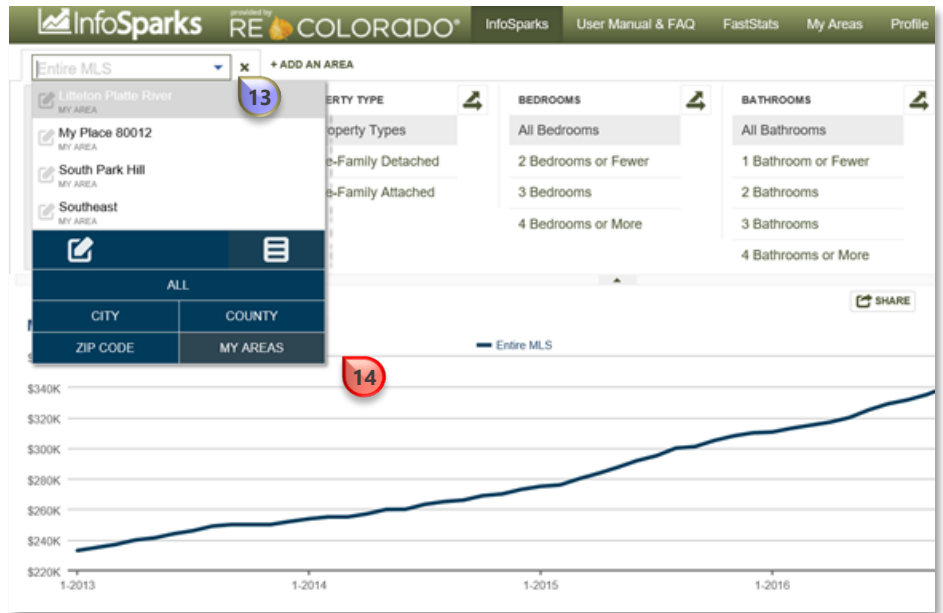 InfoSparks provided by RE COLORADO® InfoSparks User Manual & FAQ FastStats My Areas Profile
Entire MLS x + ADD AN AREA
13
Littleton Platte River
MY AREA
My Place 80012
MY AREA
South Park Hill
MY AREA
Southeast
MY AREA
ALL
CITY COUNTY
ZIP CODE MY AREAS
14
ERTY TYPE
operty Types
e-Family Detached
e-Family Attached
BEDROOMS
All Bedrooms
2 Bedrooms or Fewer
3 Bedrooms
4 Bedrooms or More
BATHROOMS
All Bathrooms
1 Bathroom or Fewer
2 Bathrooms
3 Bathrooms
4 Bathrooms or More
SHARE
Entire MLS
$340K
$320K
$300K
$280K
$260K
$240K
$220K
1-2013 1-2014 1-2015 1-2016